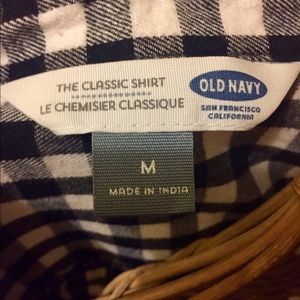 THE CLASSIC SHIRT
LE CHEMISIER CLASSIQUE
OLD NAVY
SAN FRANCISCO
CALIFORNIA
M
MADE IN INDIA